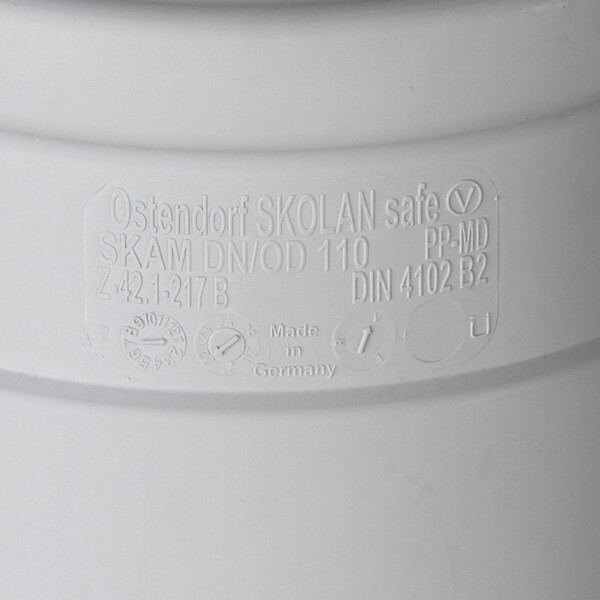 Ostendorf SKOLAN safe V
SKAM DN/OD 110 PP-MD
Z-42.1-217 B DIN 4102 B2
Made
in
Germany
Ü